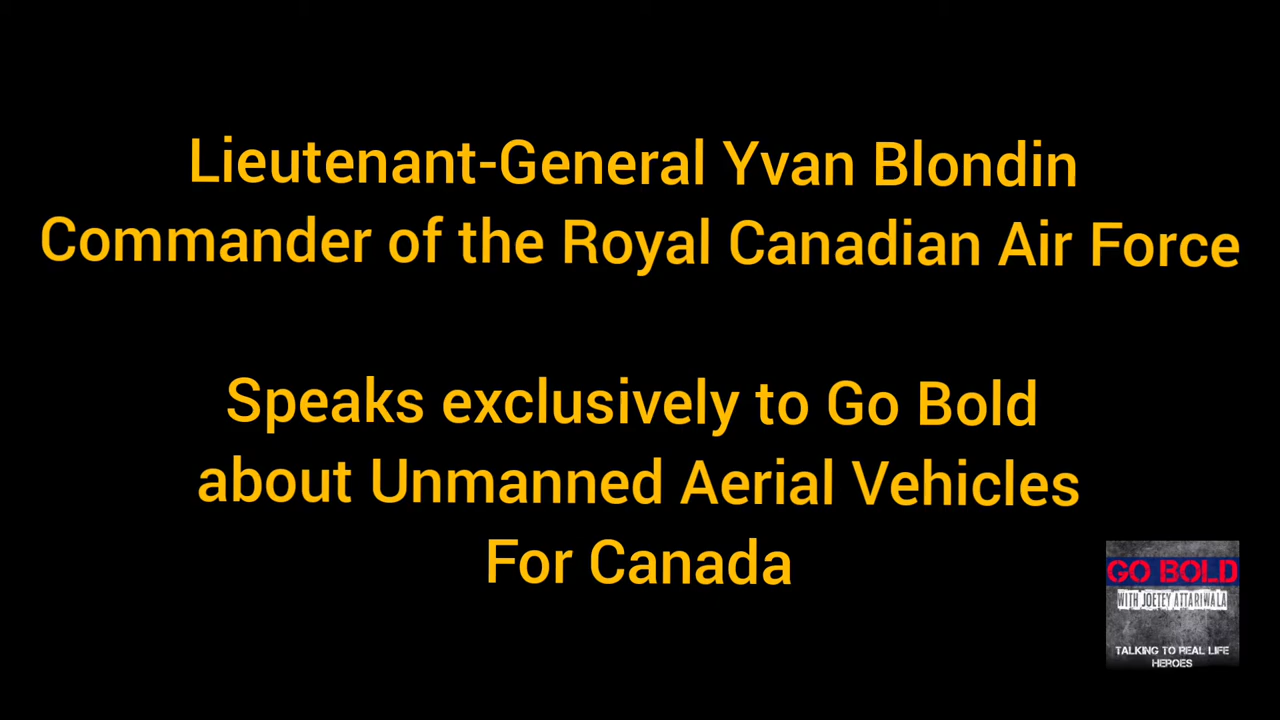 Lieutenant-General Yvan Blondin
Commander of the Royal Canadian Air Force
Speaks exclusively to Go Bold
about Unmanned Aerial Vehicles
For Canada
GO BOLD
WITH JOETEY ATTARIWALA
TALKING TO REAL LIFE
HEROES